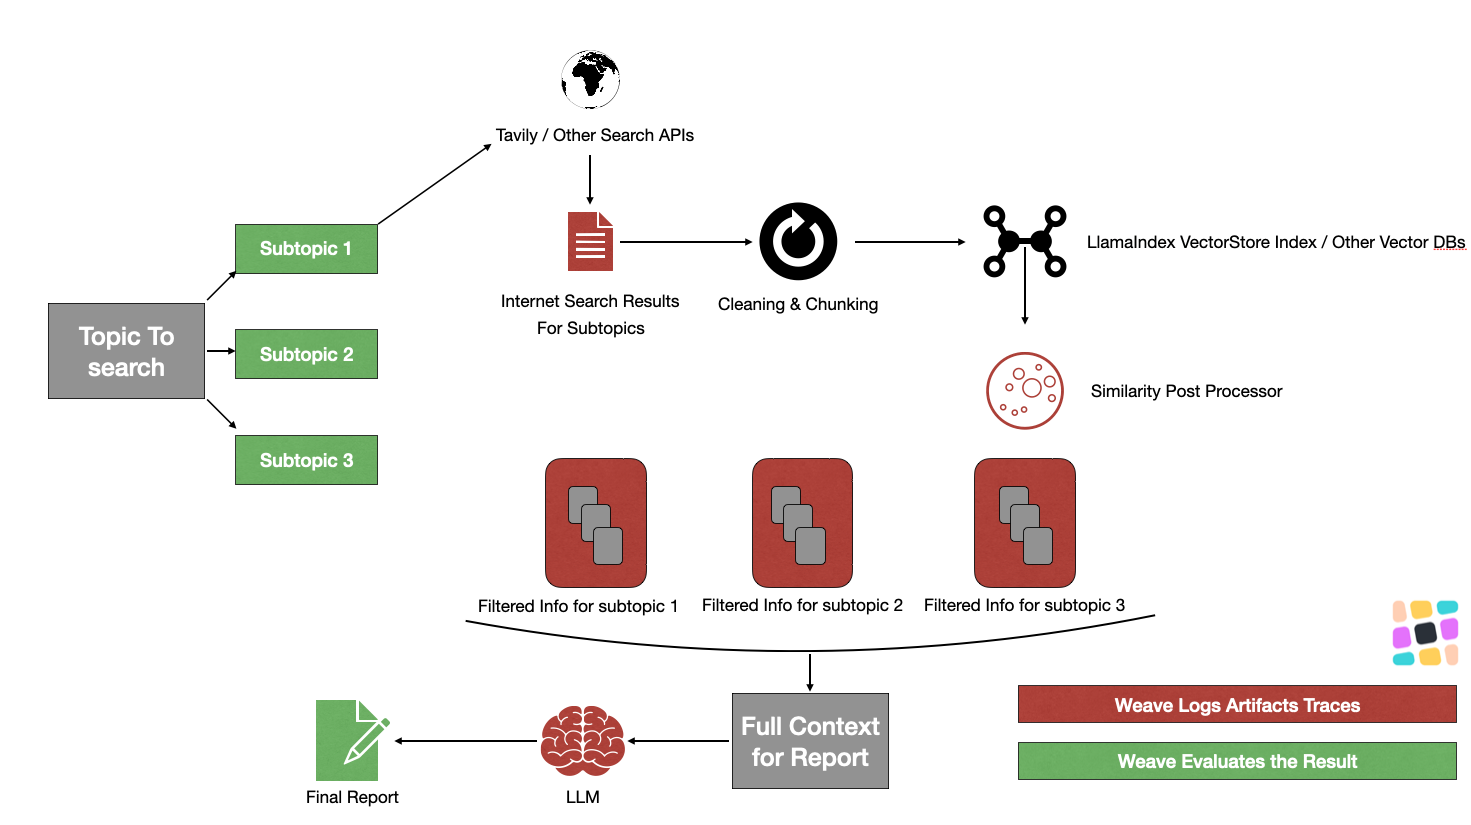 Tavily / Other Search APIs
Subtopic 1
LlamaIndex VectorStore Index / Other Vector DBs
Internet Search Results
For Subtopics
Cleaning & Chunking
Topic To
search
Subtopic 2
Similarity Post Processor
Subtopic 3
Filtered Info for subtopic 1
Filtered Info for subtopic 2
Filtered Info for subtopic 3
Full Context
for Report
LLM
Final Report
Weave Logs Artifacts Traces
Weave Evaluates the Result